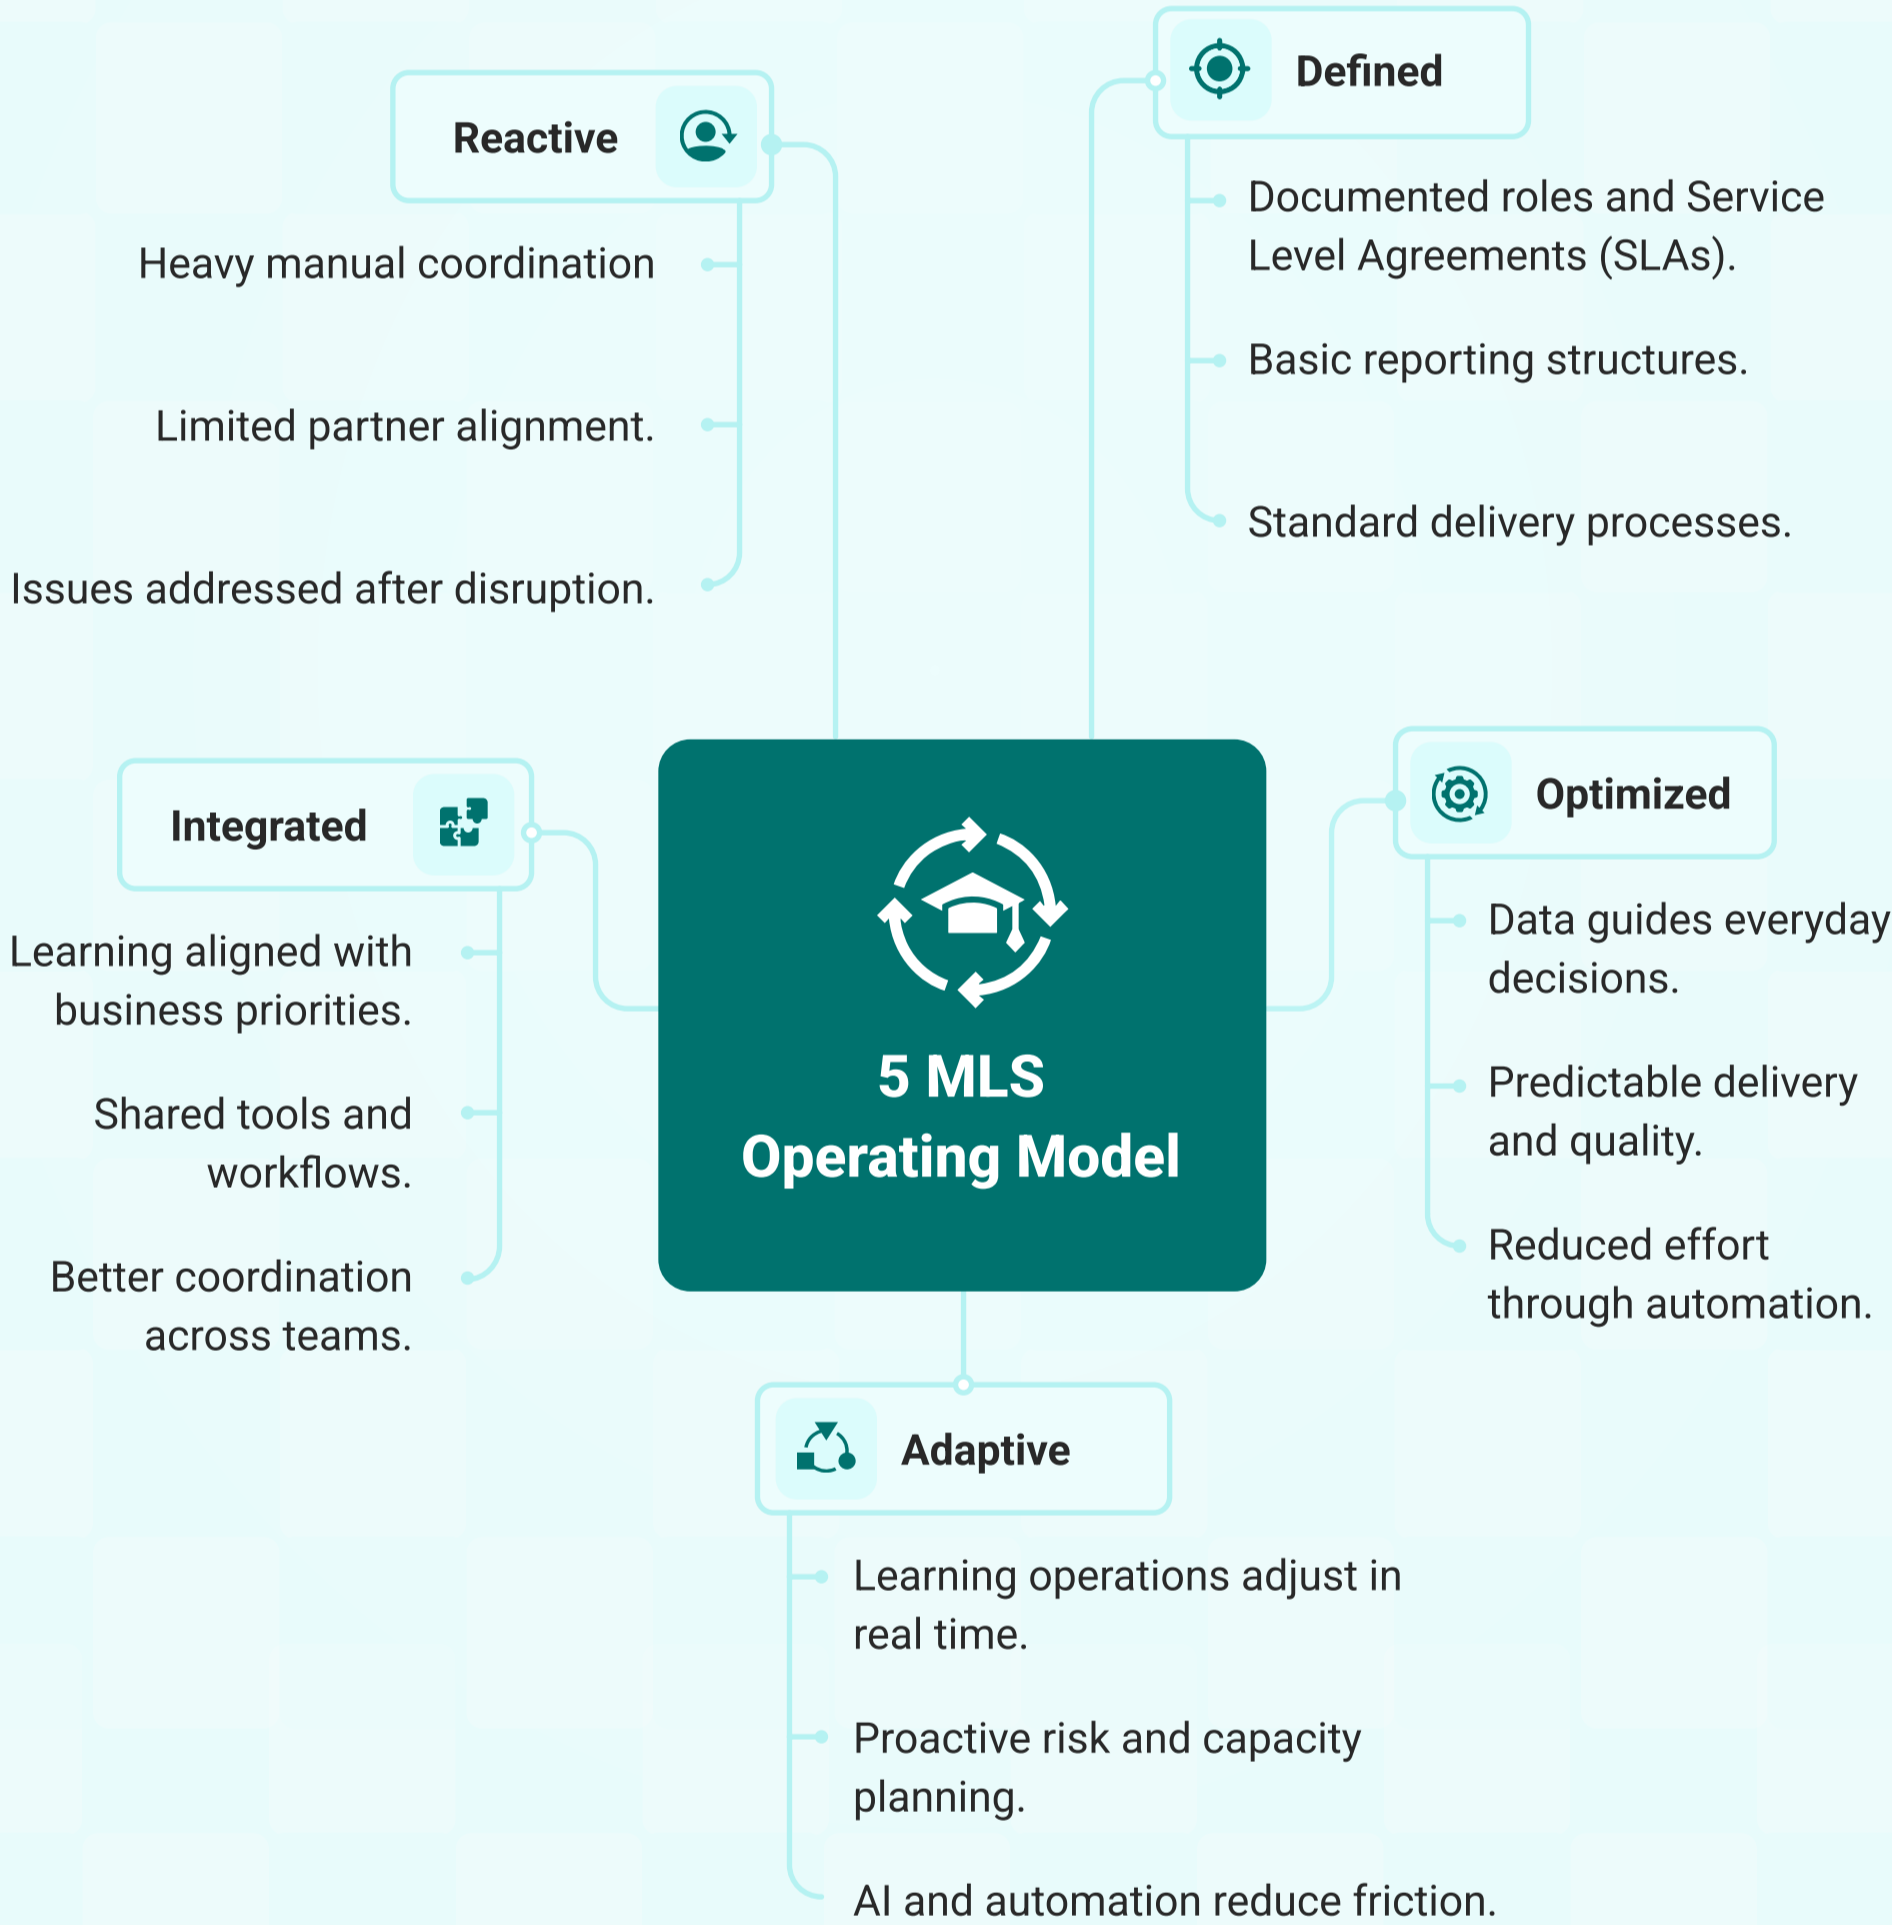 Reactive
Heavy manual coordination
Limited partner alignment.
Issues addressed after disruption.
Defined
Documented roles and Service
Level Agreements (SLAs).
Basic reporting structures.
Standard delivery processes.
Integrated
Learning aligned with
business priorities.
Shared tools and
workflows.
Better coordination
across teams.
5 MLS
Operating Model
Optimized
Data guides everyday
decisions.
Predictable delivery
and quality.
Reduced effort
through automation.
Adaptive
Learning operations adjust in
real time.
Proactive risk and capacity
planning.
AI and automation reduce friction.